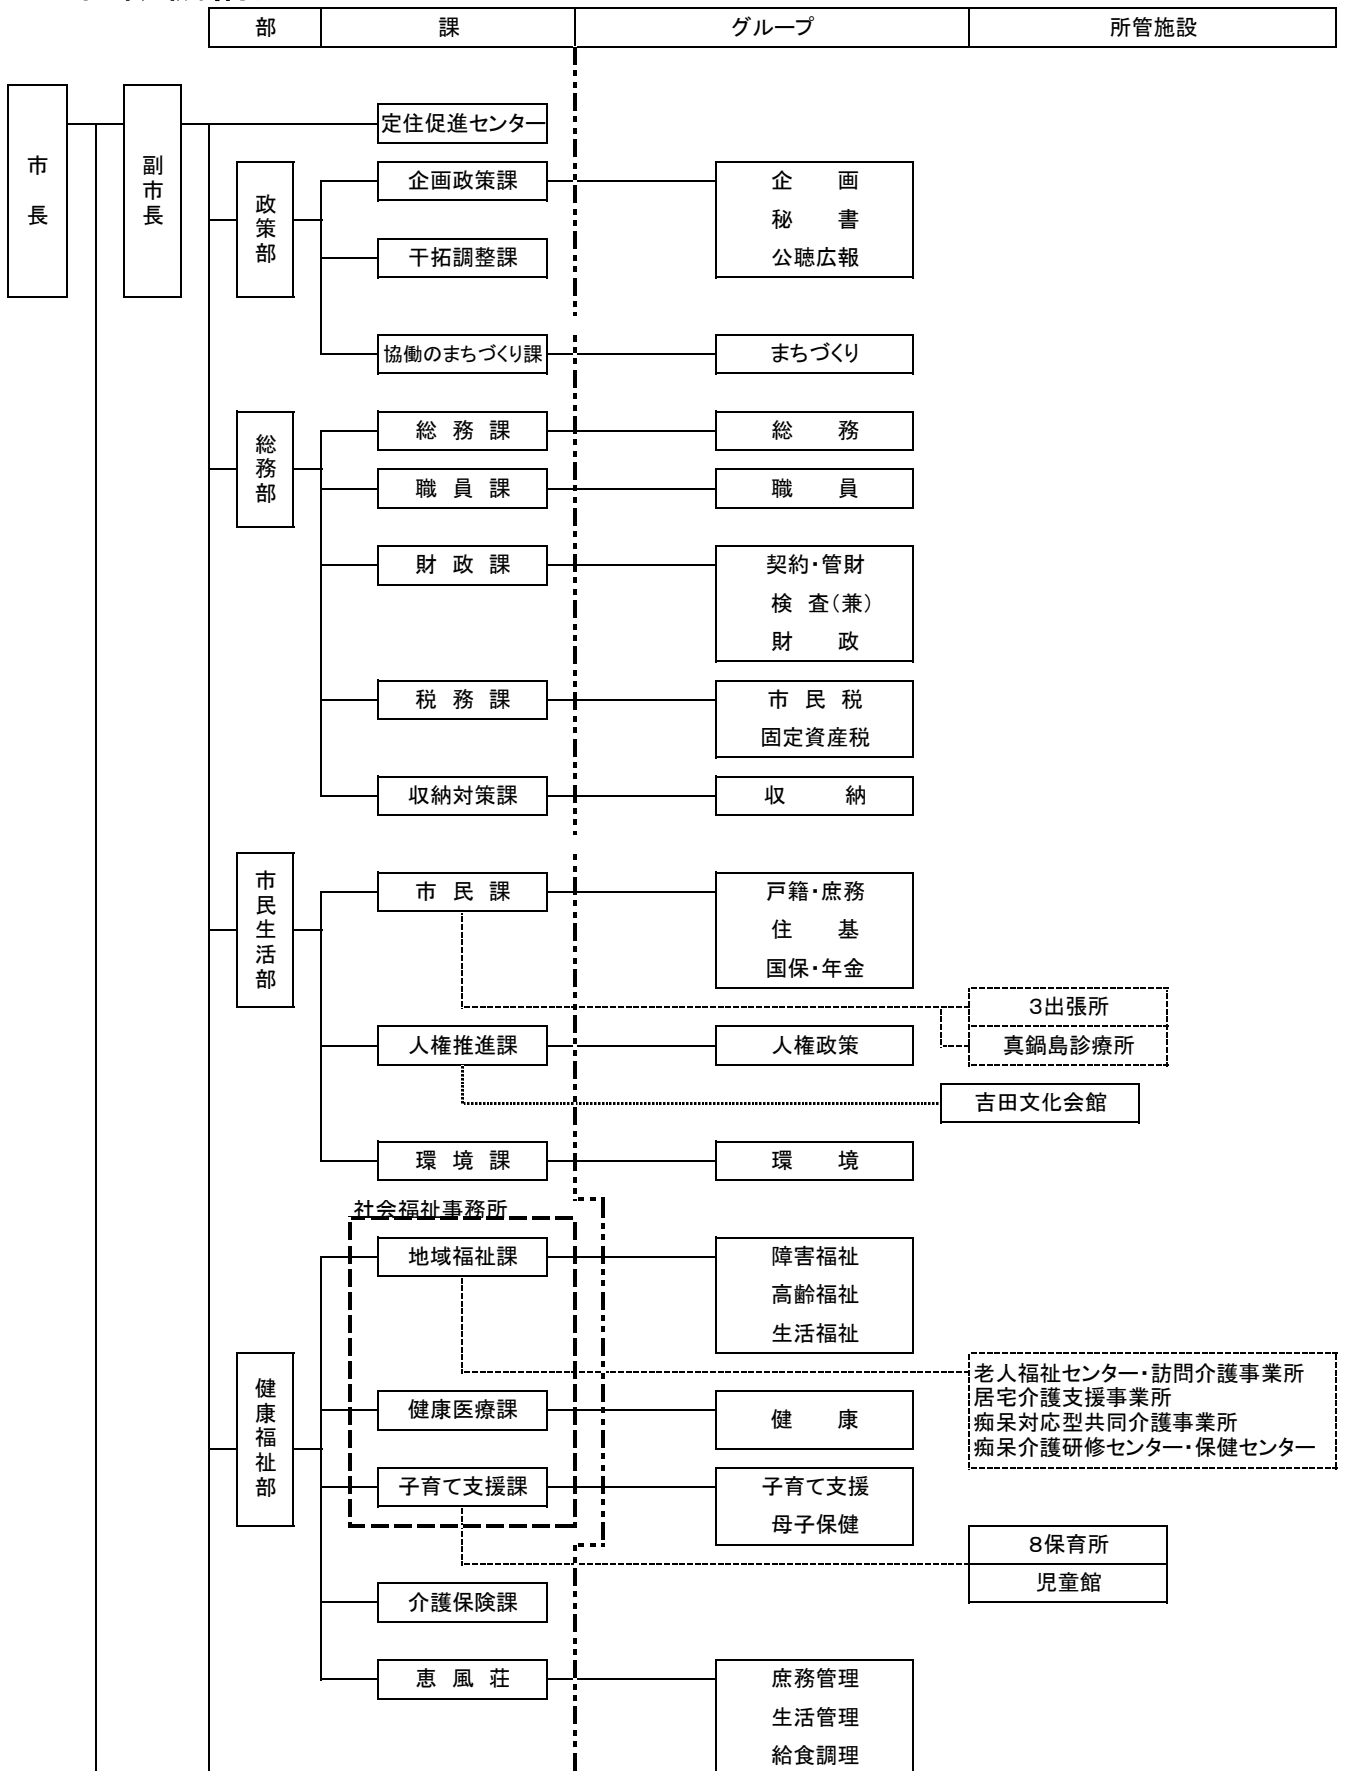 部 課 グループ 所管施設
市長
副市長
定住促進センター
政策部
企画政策課
企 画
秘 書
公聴広報
干拓調整課
協働のまちづくり課
まちづくり
総務部
総 務 課
総 務
職 員 課
職 員
財 政 課
契約・管財
検 査(兼)
財 政
税 務 課
市 民 税
固定資産税
収納対策課
収 納
市民生活部
市 民 課
戸籍・庶務
住 基
国保・年金
3出張所
真鍋島診療所
人権推進課
人権政策
吉田文化会館
環 境 課
環 境
社会福祉事務所
健康福祉部
地域福祉課
障害福祉
高齢福祉
生活福祉
老人福祉センター・訪問介護事業所
居宅介護支援事業所
痴呆対応型共同介護事業所
痴呆介護研修センター・保健センター
健康医療課
健 康
子育て支援課
子育て支援
母子保健
8保育所
児童館
介護保険課
恵 風 荘
庶務管理
生活管理
給食調理